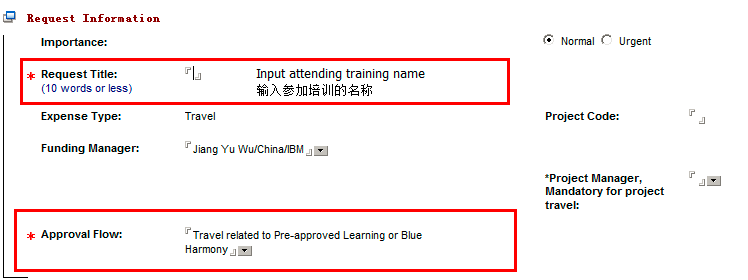 Request Information
Importance:
Normal Urgent
* Request Title:
(10 words or less)
Input attending training name
输入参加培训的名称
Expense Type: Travel
Project Code:
Funding Manager: Jiang Yu Wu/China/IBM
*Project Manager,
Mandatory for project
travel:
* Approval Flow: Travel related to Pre-approved Learning or Blue
Harmony